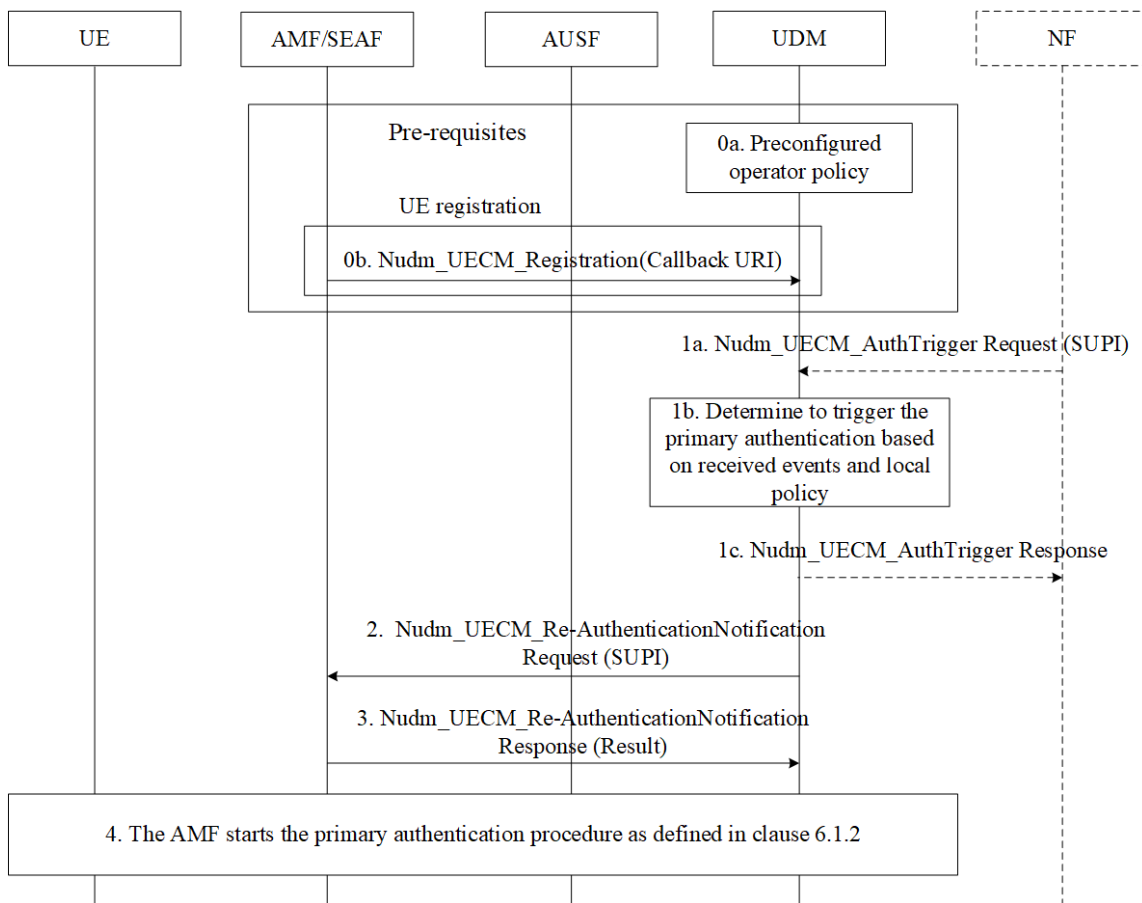 UE
AMF/SEAF
AUSF
UDM
NF
Pre-requisites
0a. Preconfigured
operator policy
UE registration
0b. Nudm_UECM_Registration(Callback URI)
1a. Nudm_UECM_AuthTrigger Request (SUPI)
1b. Determine to trigger the
primary authentication based
on received events and local
policy
1c. Nudm_UECM_AuthTrigger Response
2. Nudm_UECM_Re-AuthenticationNotification
Request (SUPI)
3. Nudm_UECM_Re-AuthenticationNotification
Response (Result)
4. The AMF starts the primary authentication procedure as defined in clause 6.1.2